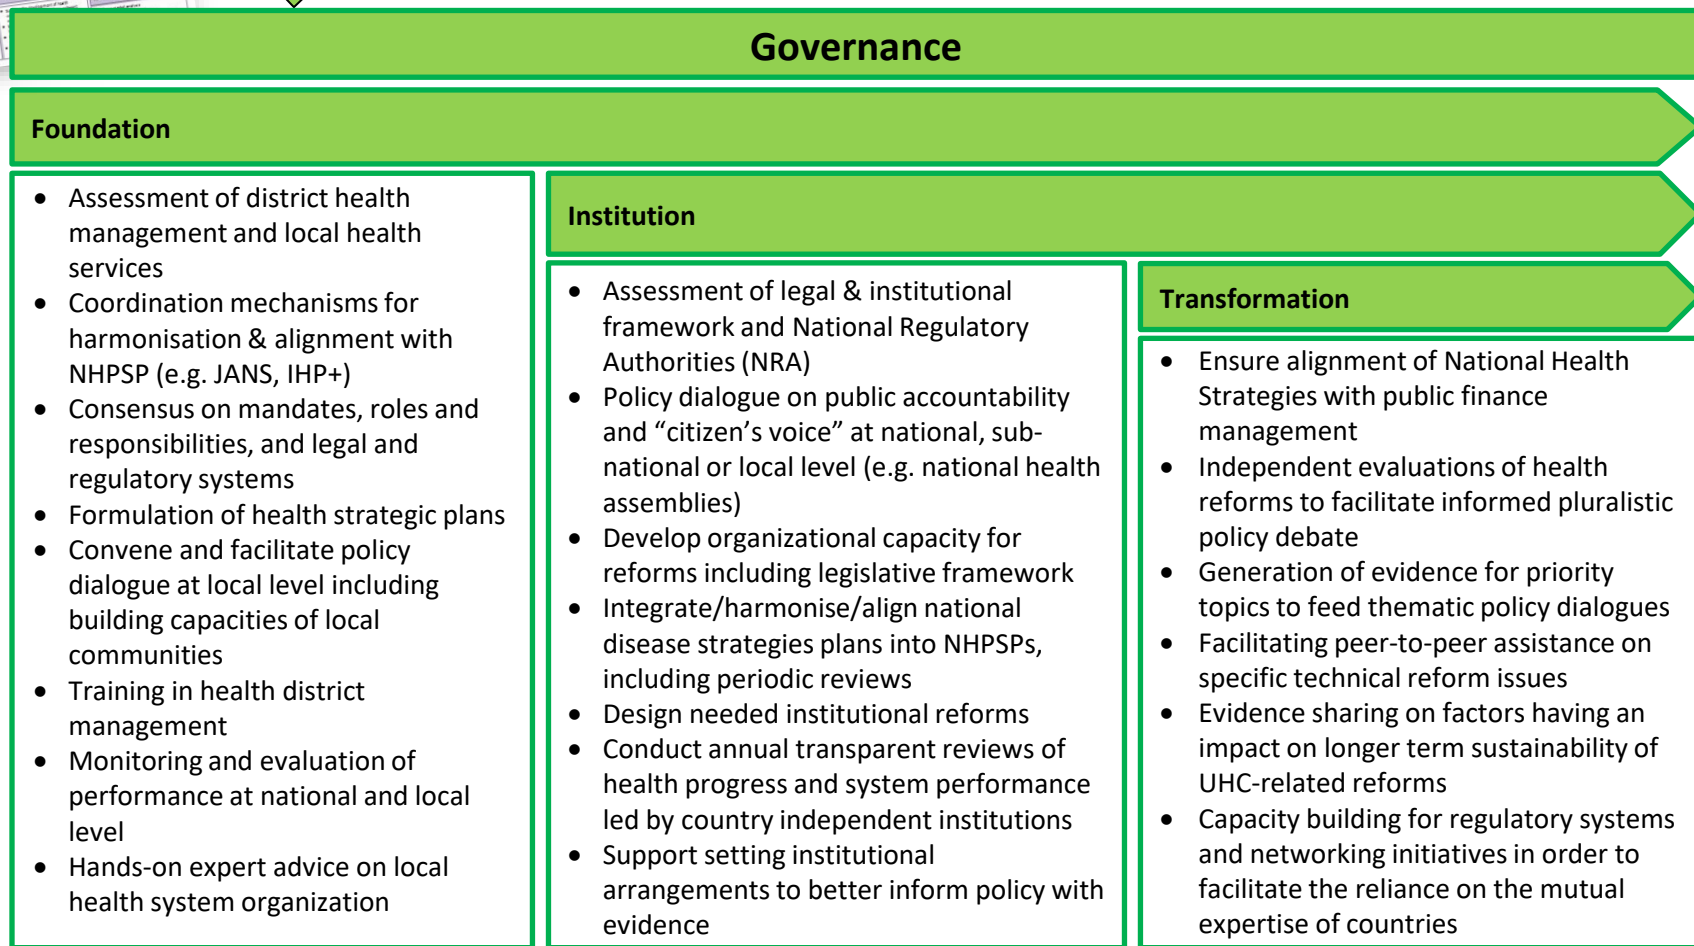 Governance
Foundation
• Assessment of district health
management and local health
services
• Coordination mechanisms for
harmonisation & alignment with
NHPSP (e.g. JANS, IHP+)
• Consensus on mandates, roles and
responsibilities, and legal and
regulatory systems
• Formulation of health strategic plans
• Convene and facilitate policy
dialogue at local level including
building capacities of local
communities
• Training in health district
management
• Monitoring and evaluation of
performance at national and local
level
• Hands-on expert advice on local
health system organization
Institution
• Assessment of legal & institutional
framework and National Regulatory
Authorities (NRA)
• Policy dialogue on public accountability
and “citizen’s voice” at national, sub-
national or local level (e.g. national health
assemblies)
• Develop organizational capacity for
reforms including legislative framework
• Integrate/harmonise/align national
disease strategies plans into NHPSPs,
including periodic reviews
• Design needed institutional reforms
• Conduct annual transparent reviews of
health progress and system performance
led by country independent institutions
• Support setting institutional
arrangements to better inform policy with
evidence
Transformation
• Ensure alignment of National Health
Strategies with public finance
management
• Independent evaluations of health
reforms to facilitate informed pluralistic
policy debate
• Generation of evidence for priority
topics to feed thematic policy dialogues
• Facilitating peer-to-peer assistance on
specific technical reform issues
• Evidence sharing on factors having an
impact on longer term sustainability of
UHC-related reforms
• Capacity building for regulatory systems
and networking initiatives in order to
facilitate the reliance on the mutual
expertise of countries